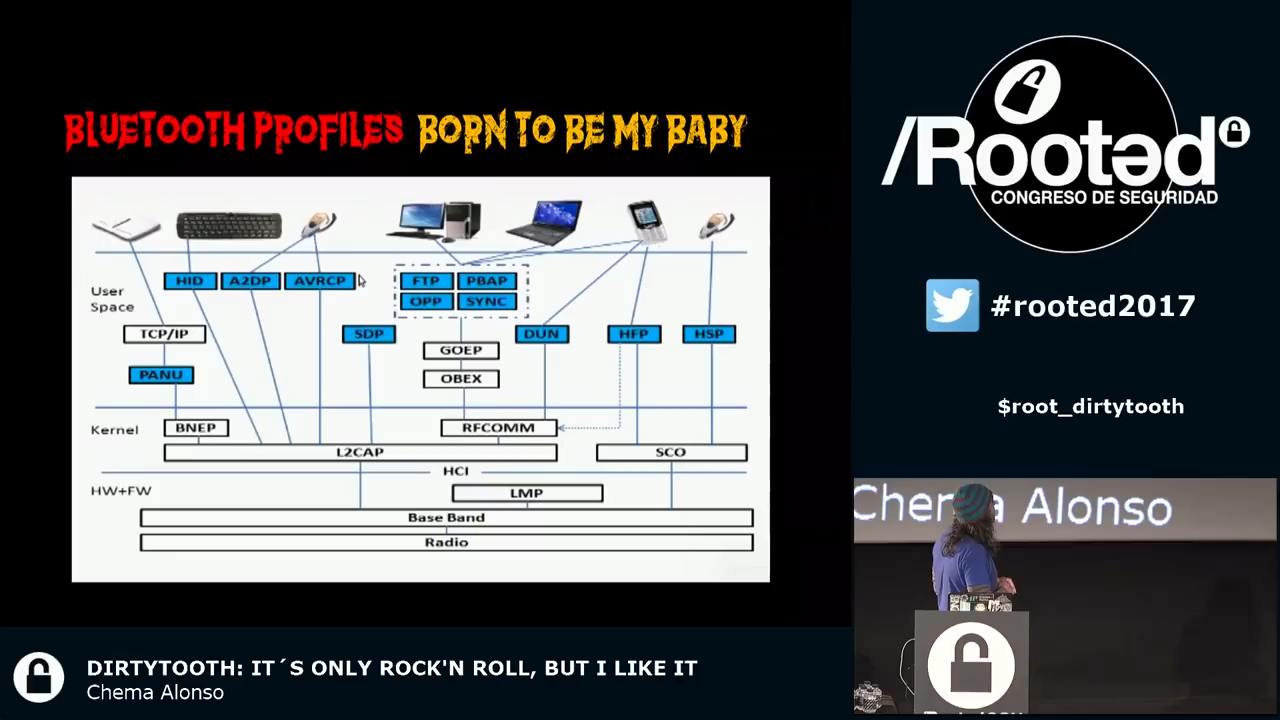 BLUETOOTH PROFILES BORN TO BE MY BABY
User
Space
HID A2DP AVRCP FTP PBAP
OPP SYNC
TCP/IP SDP DUN HFP HSP
GOEP
PANU OBEX
Kernel BNEP RFCOMM
L2CAP SCO
HCI
HW+FW LMP
Base Band
Radio
/Rooted
CONGRESO DE SEGURIDAD
#rooted2017
$root_dirtytooth
Chema Alonso
DIRTYTOOTH: IT´S ONLY ROCK'N ROLL, BUT I LIKE IT
Chema Alonso